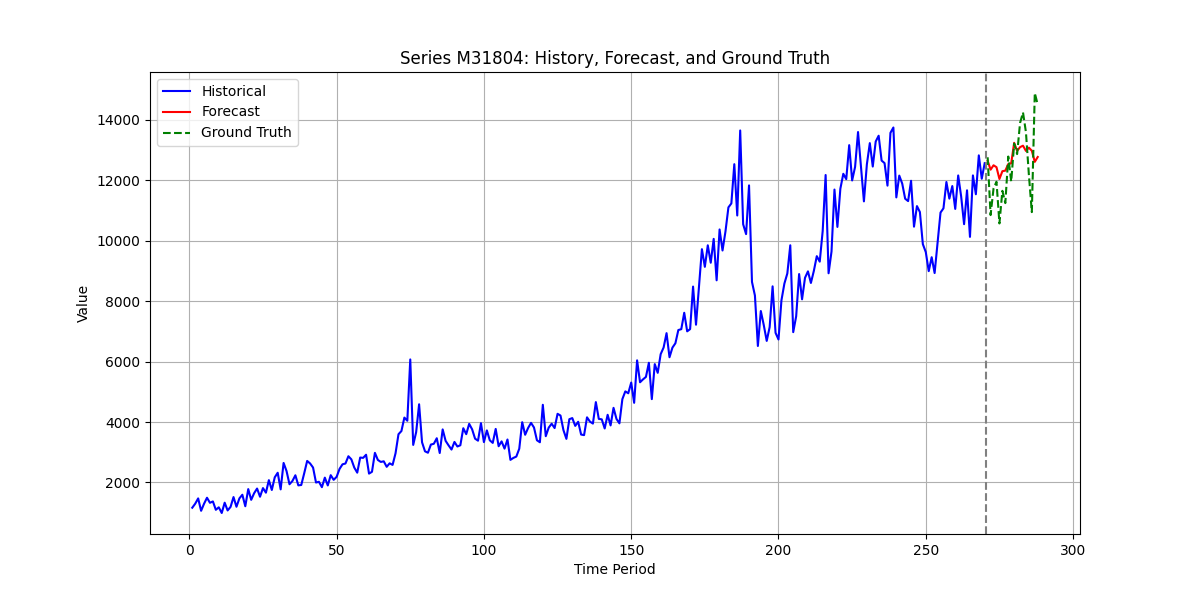 Series M31804: History, Forecast, and Ground Truth
Historical
Forecast
Ground Truth
14000
12000
10000
8000
6000
4000
2000
Value
0
50
100
150
200
250
300
Time Period